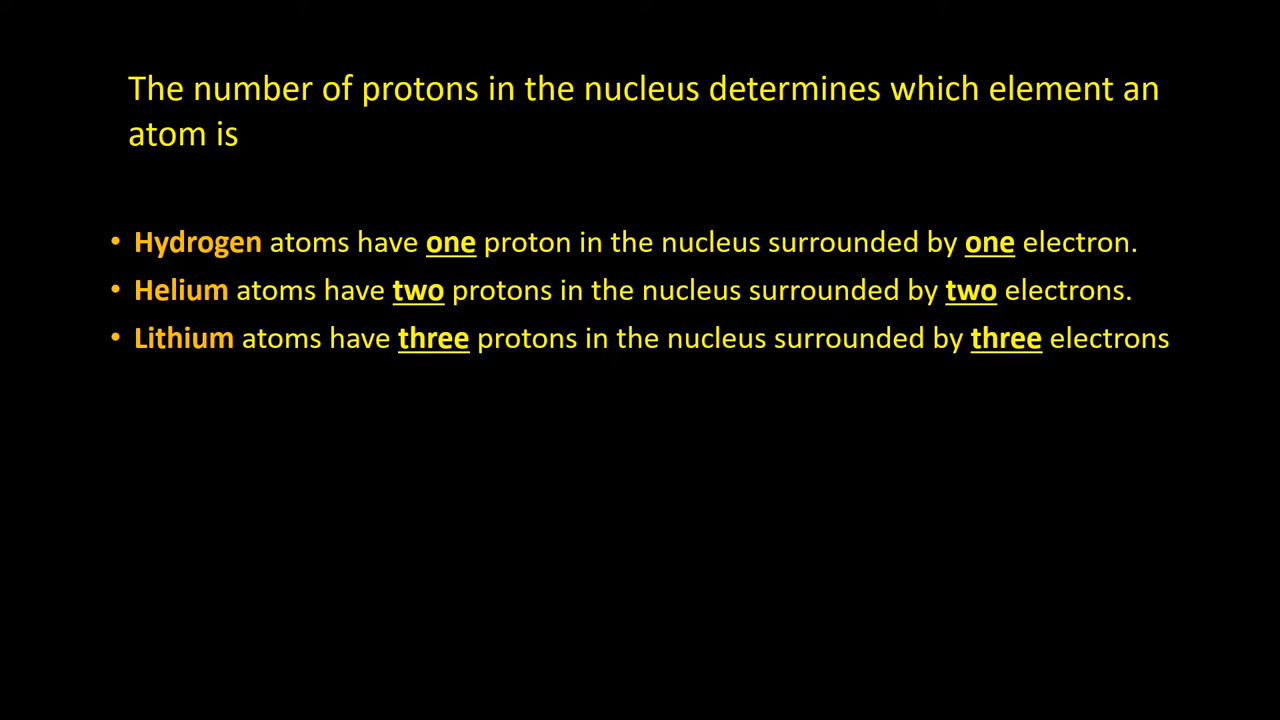 The number of protons in the nucleus determines which element an
atom is
• Hydrogen atoms have one proton in the nucleus surrounded by one electron.
• Helium atoms have two protons in the nucleus surrounded by two electrons.
• Lithium atoms have three protons in the nucleus surrounded by three electrons